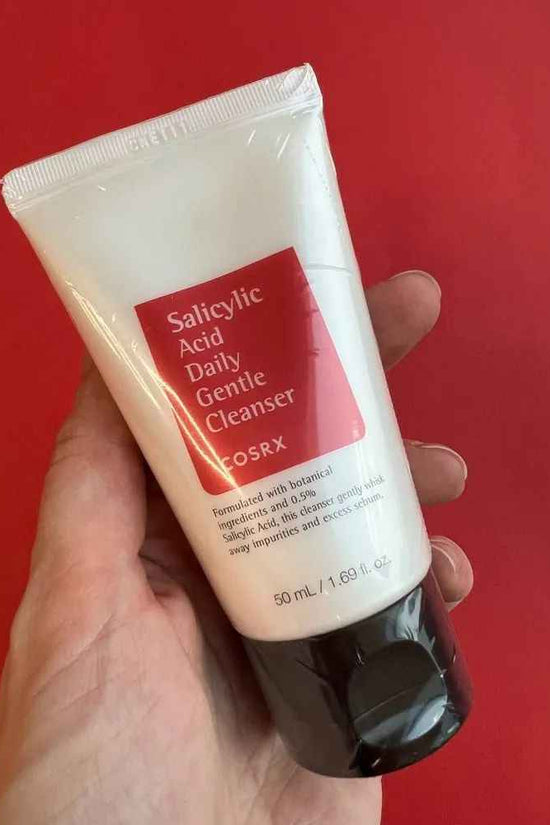 Salicylic
Acid
Daily
Gentle
Cleanser
COSRX
Formulated with botanical
ingredients and 0.5%
Salicylic Acid, this cleanser gently whisk
away impurities and excess sebum.
50 mL / 1.69 fl. oz.